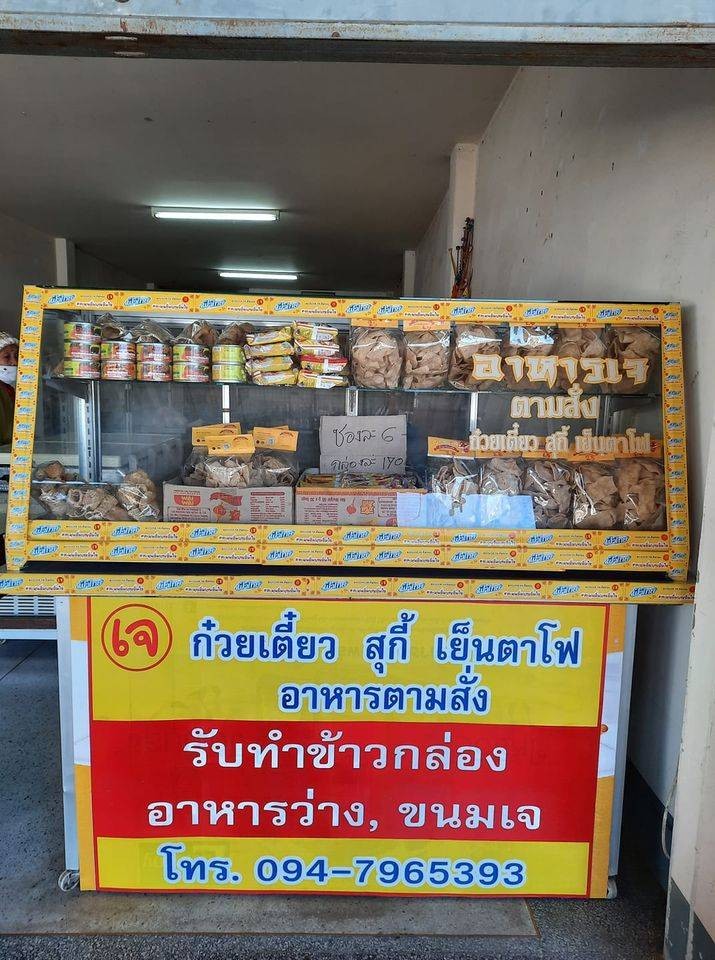 อาหารเจ
ตามสั่ง
ก๋วยเตี๋ยว สุกี้ เย็นตาโฟ
ซองละ 6
กล่องละ 170
เจ
ก๋วยเตี๋ยว สุกี้ เย็นตาโฟ
อาหารตามสั่ง
รับทำข้าวกล่อง
อาหารว่าง, ขนมเจ
โทร. 094-7965393